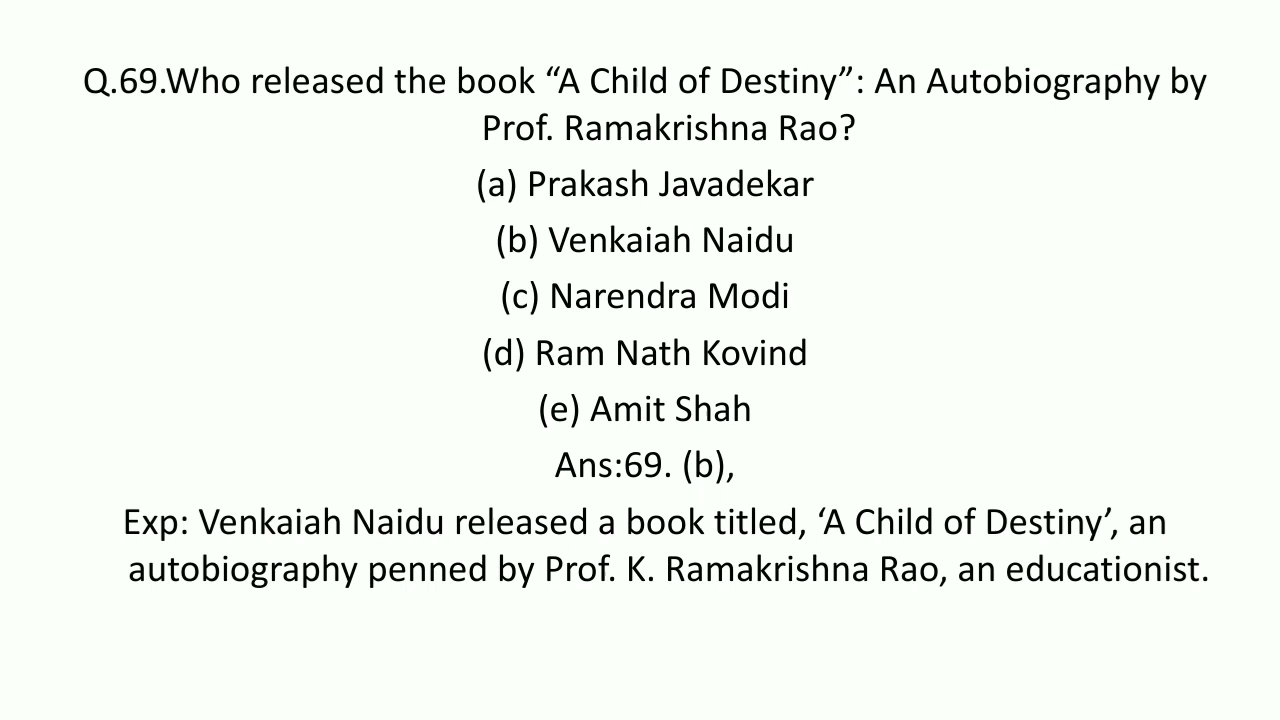 Q.69.Who released the book “A Child of Destiny”: An Autobiography by
Prof. Ramakrishna Rao?
(a) Prakash Javadekar
(b) Venkaiah Naidu
(c) Narendra Modi
(d) Ram Nath Kovind
(e) Amit Shah
Ans:69. (b),
Exp: Venkaiah Naidu released a book titled, ‘A Child of Destiny’, an
autobiography penned by Prof. K. Ramakrishna Rao, an educationist.